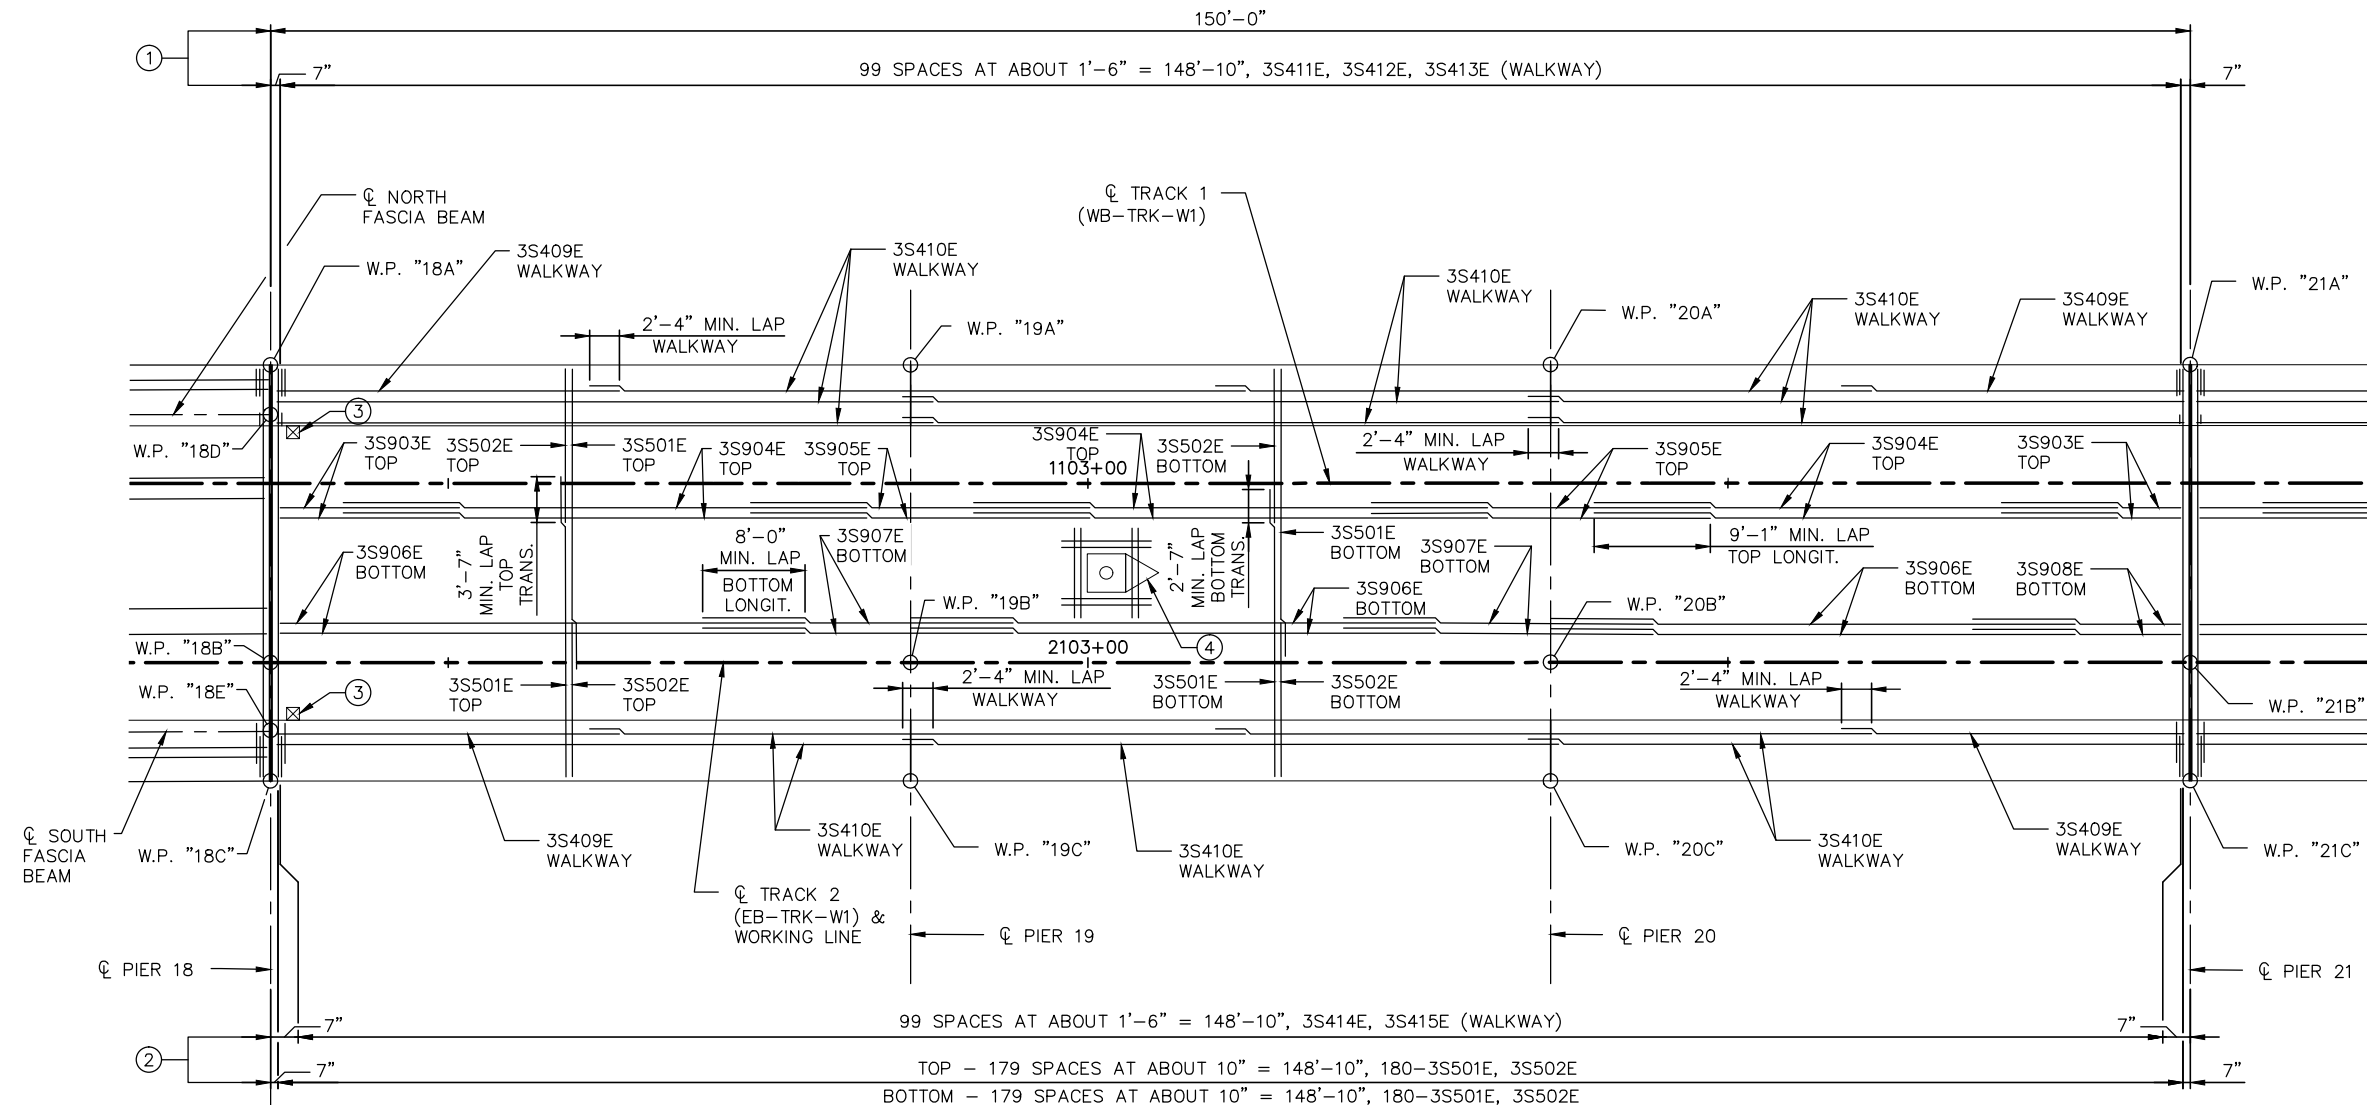 150'-0"
1
7"
99 SPACES AT ABOUT 1'-6" = 148'-10", 3S411E, 3S412E, 3S413E (WALKWAY)
7"
℄ NORTH
FASCIA BEAM
℄ TRACK 1
(WB-TRK-W1)
W.P. "18A"
3S409E
WALKWAY
3S410E
WALKWAY
3S410E
WALKWAY
3S410E
WALKWAY
3S409E
WALKWAY
W.P. "21A"
2'-4" MIN. LAP
WALKWAY
W.P. "19A"
W.P. "20A"
3
W.P. "18D"
3S903E
TOP
3S502E
TOP
3S501E
TOP
3S904E
TOP
3S905E
TOP
3S904E
TOP
1103+00
3S502E
BOTTOM
2'-4" MIN. LAP
WALKWAY
3S905E
TOP
3S904E
TOP
3S903E
TOP
3S906E
BOTTOM
3'-7"
MIN. LAP
TOP
TRANS.
8'-0"
MIN. LAP
BOTTOM
LONGIT.
3S907E
BOTTOM
2'-7"
MIN. LAP
BOTTOM
TRANS.
3S501E
BOTTOM
3S907E
BOTTOM
9'-1" MIN. LAP
TOP LONGIT.
3S906E
BOTTOM
3S906E
BOTTOM
3S908E
BOTTOM
W.P. "19B"
W.P. "20B"
4
W.P. "18B"
2103+00
W.P. "18E"
3
3S501E
TOP
3S502E
TOP
2'-4" MIN. LAP
WALKWAY
3S501E
BOTTOM
3S502E
BOTTOM
2'-4" MIN. LAP
WALKWAY
W.P. "21B"
℄ SOUTH
FASCIA
BEAM
W.P. "18C"
3S409E
WALKWAY
3S410E
WALKWAY
W.P. "19C"
3S410E
WALKWAY
W.P. "20C"
3S410E
WALKWAY
3S409E
WALKWAY
W.P. "21C"
℄ TRACK 2
(EB-TRK-W1) &
WORKING LINE
℄ PIER 19
℄ PIER 20
℄ PIER 18
℄ PIER 21
7"
99 SPACES AT ABOUT 1'-6" = 148'-10", 3S414E, 3S415E (WALKWAY)
7"
2
7"
TOP - 179 SPACES AT ABOUT 10" = 148'-10", 180-3S501E, 3S502E
7"
BOTTOM - 179 SPACES AT ABOUT 10" = 148'-10", 180-3S501E, 3S502E